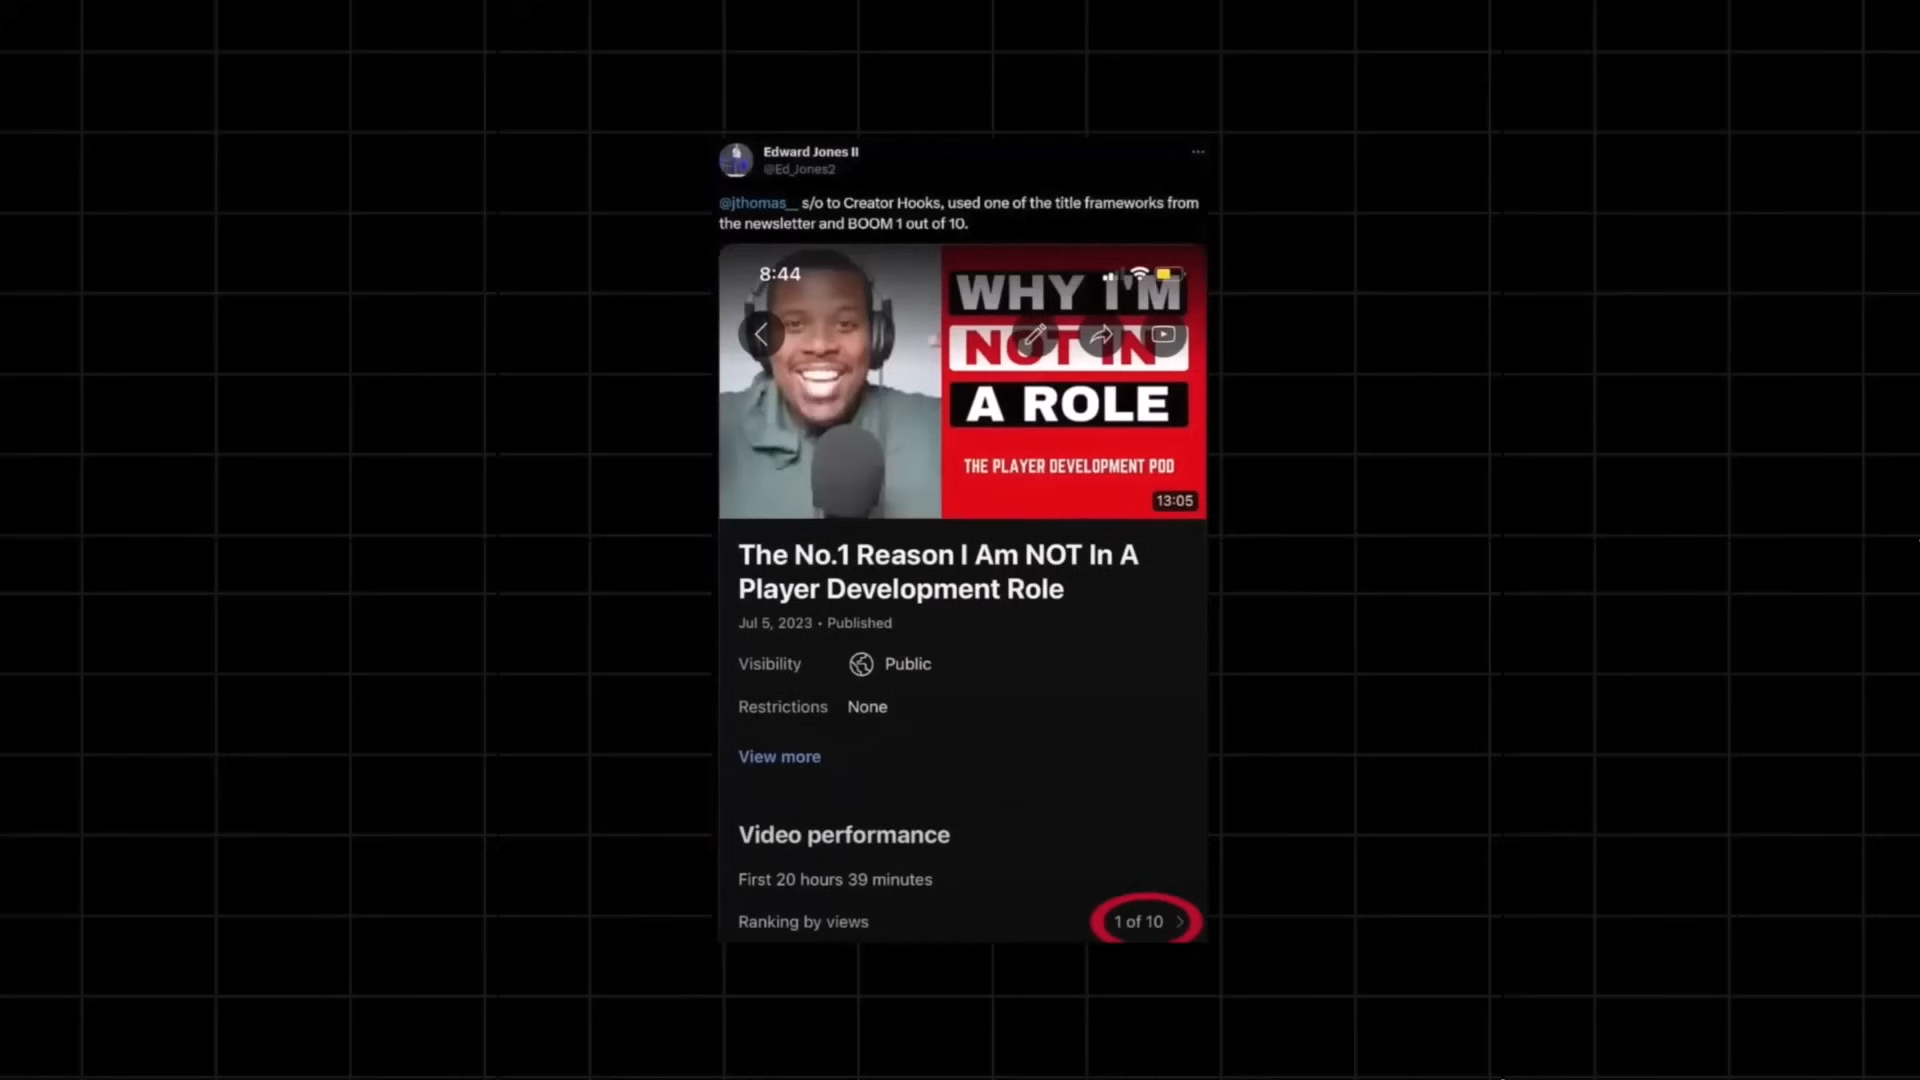 Edward Jones II
@Ed_Jones2
@jthomas__ s/o to Creator Hooks, used one of the title frameworks from
the newsletter and BOOM 1 out of 10.
8:44
WHY I'M
NOT IN
A ROLE
THE PLAYER DEVELOPMENT POD
13:05
The No.1 Reason I Am NOT In A
Player Development Role
Jul 5, 2023 • Published
Visibility Public
Restrictions None
View more
Video performance
First 20 hours 39 minutes
Ranking by views 1 of 10